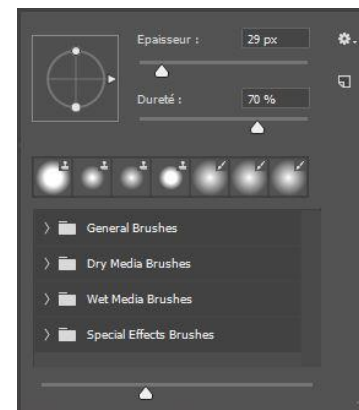 Epaisseur :
29 px
Dureté :
70 %
General Brushes
Dry Media Brushes
Wet Media Brushes
Special Effects Brushes